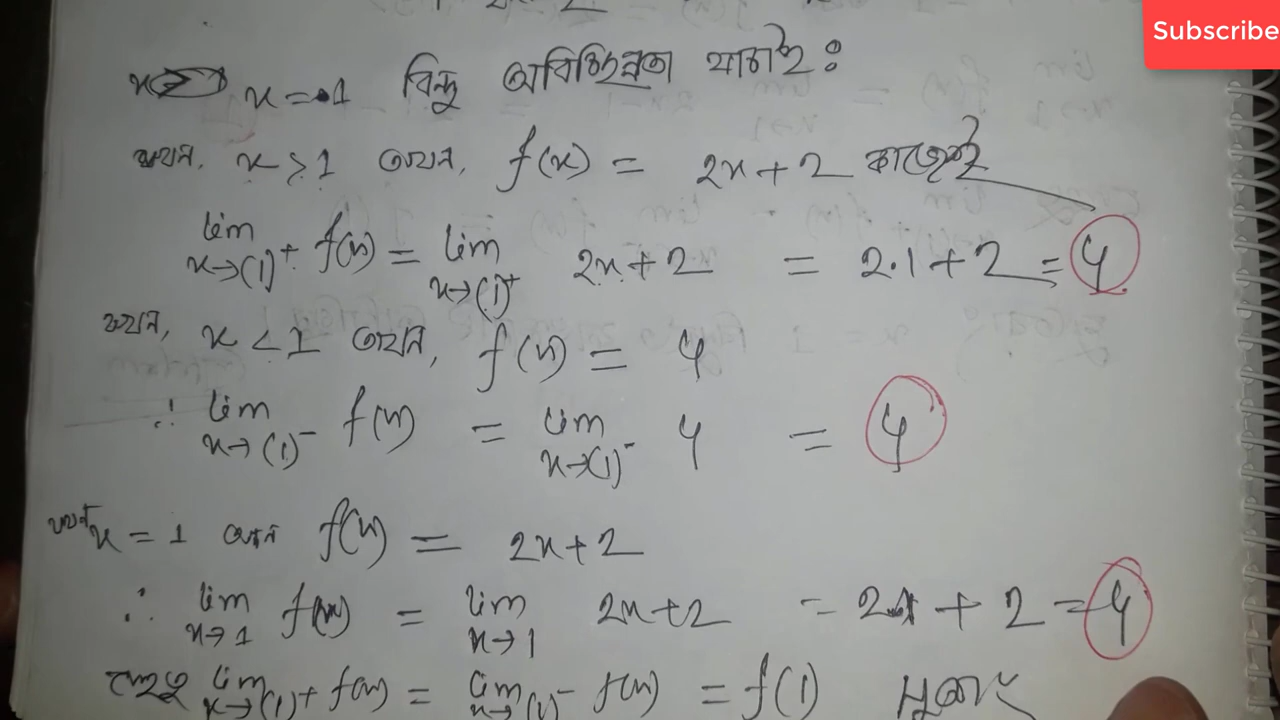 Subscribe
x = 1 বিন্দু অবিচ্ছিন্নতা যাচাই :
যখন, x > 1 তখন, f(x) = 2x + 2 কাজেই
lim x→(1)+ f(x) = lim x→(1)+ 2x + 2 = 2.1 + 2 = 4
যখন, x < 1 তখন, f(x) = 4
∴ lim x→(1)- f(x) = lim x→(1)- 4 = 4
যখন x = 1 তখন f(x) = 2x + 2
∴ lim x→1 f(x) = lim x→1 2x + 2 = 2.1 + 2 = 4
যেহেতু lim x→(1)+ f(x) = lim x→(1)- f(x) = f(1) সুতরাং